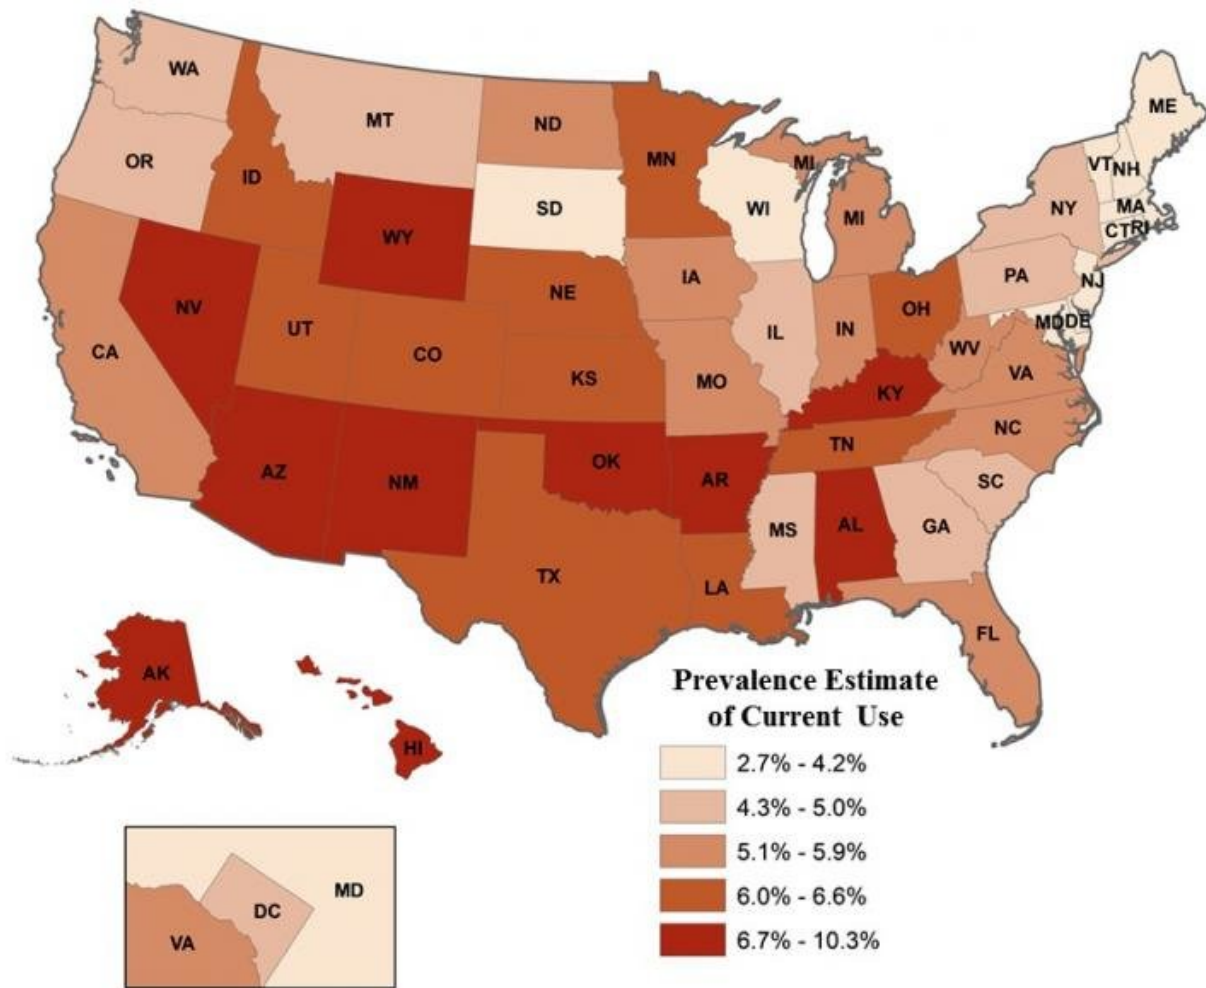 WA
MT
ND
MN
ME
OR
ID
SD
WI
MI
VT
NH
NY
MA
WY
MI
CT
RI
IA
NE
PA
NJ
NV
OH
MD
DE
UT
IL
IN
CA
CO
WV
VA
KS
MO
KY
NC
TN
AZ
NM
OK
AR
SC
MS
AL
GA
TX
LA
FL
AK
HI
Prevalence Estimate
of Current Use
2.7% - 4.2%
4.3% - 5.0%
5.1% - 5.9%
6.0% - 6.6%
6.7% - 10.3%
MD
DC
VA